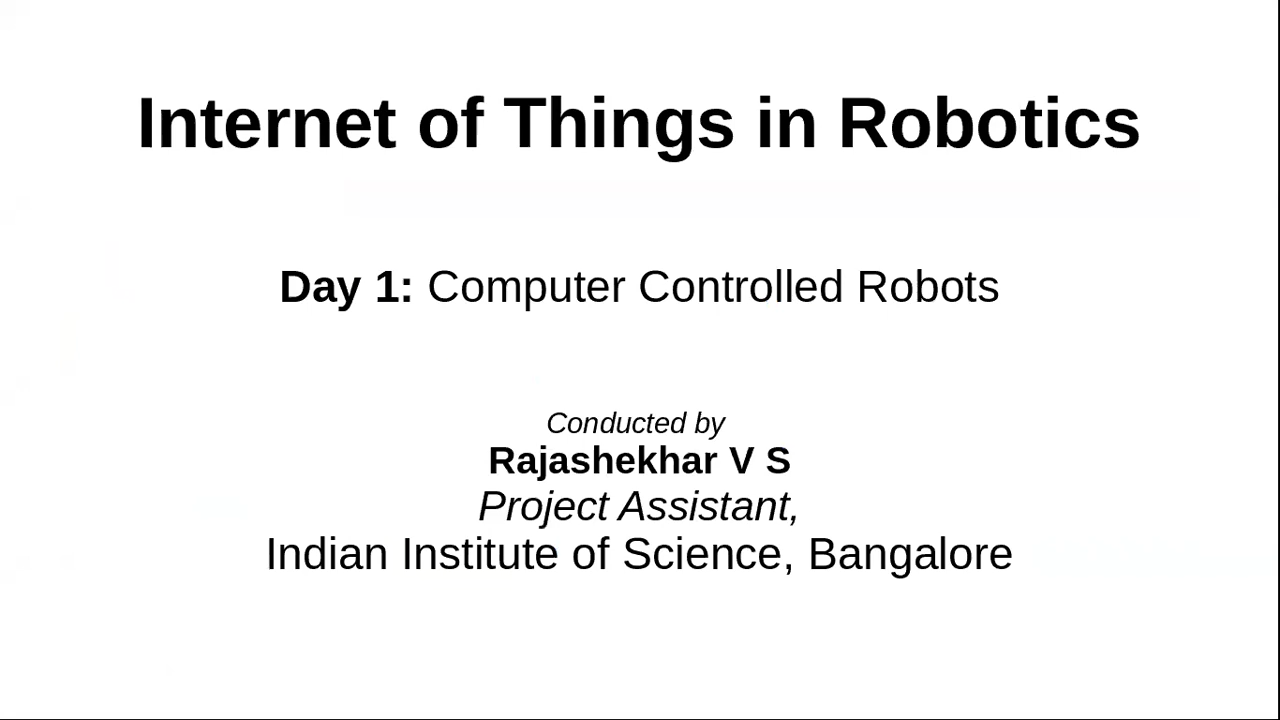 Internet of Things in Robotics
Day 1: Computer Controlled Robots
Conducted by
Rajashekhar V S
Project Assistant,
Indian Institute of Science, Bangalore